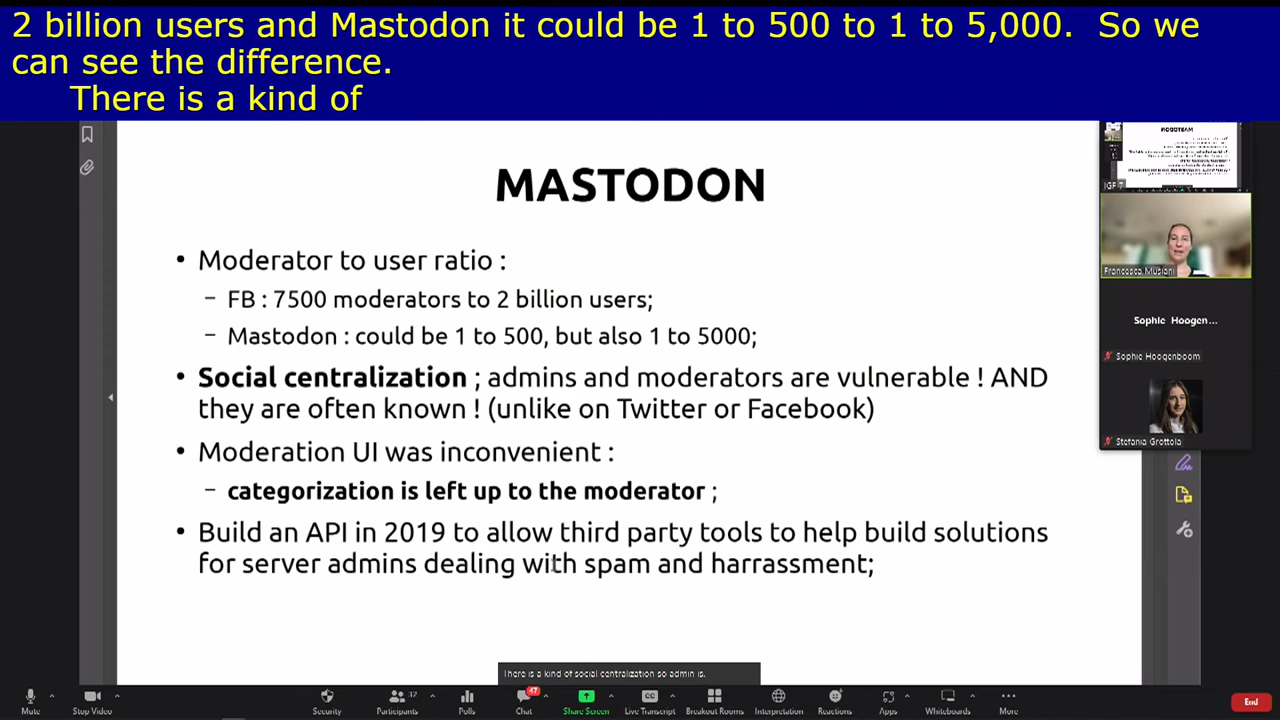 2 billion users and Mastodon it could be 1 to 500 to 1 to 5,000.  So we
can see the difference.
There is a kind of
MASTODON
• Moderator to user ratio :
– FB : 7500 moderators to 2 billion users;
– Mastodon : could be 1 to 500, but also 1 to 5000;
• Social centralization ; admins and moderators are vulnerable ! AND
they are often known ! (unlike on Twitter or Facebook)
• Moderation UI was inconvenient :
– categorization is left up to the moderator ;
• Build an API in 2019 to allow third party tools to help build solutions
for server admins dealing with spam and harrassment;
IGF 7
Francesca Musiani
Sophie Hoogen...
Sophie Hoogenboom
Stefania Grottola
There is a kind of social centralization so admin is.
Mute
Stop Video
Security
32
Participants
Polls
47
Chat
Share Screen
CC
Live Transcript
Breakout Rooms
Interpretation
Reactions
Apps
Whiteboards
More
End